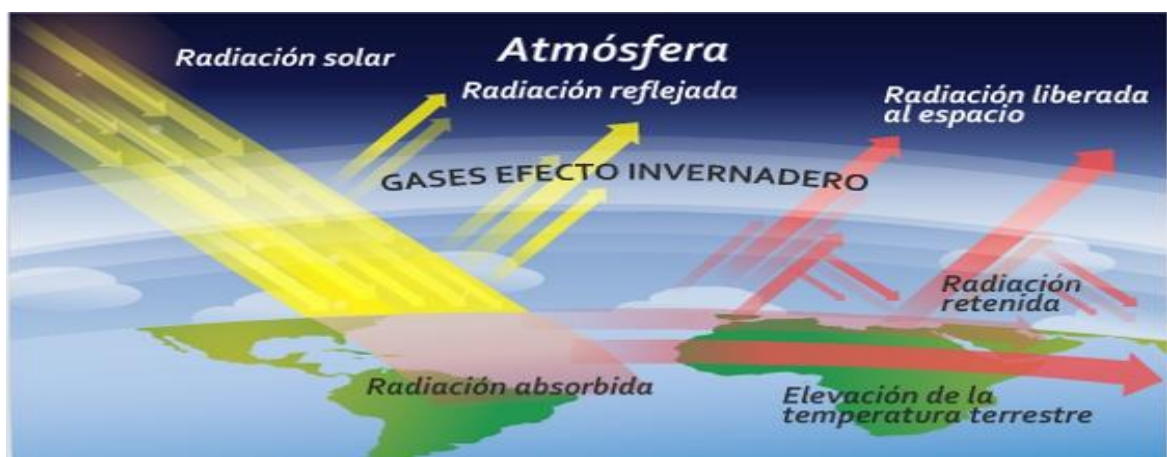 Radiación solar
Atmósfera
Radiación reflejada
Radiación liberada
al espacio
GASES EFECTO INVERNADERO
Radiación
retenida
Radiación absorbida
Elevación de la
temperatura terrestre